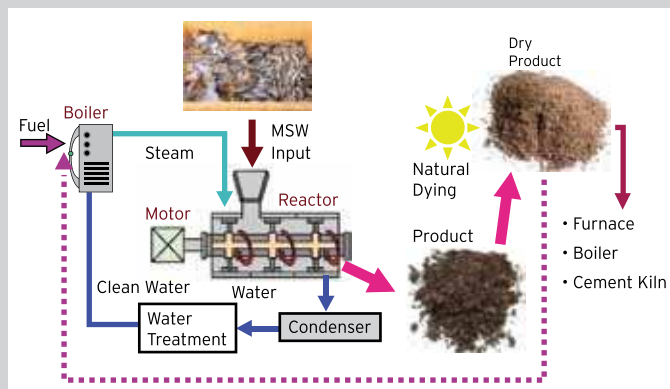 Dry
Product
Boiler
Fuel
MSW
Input
Steam
Natural
Dying
Reactor
Motor
Product
• Furnace
• Boiler
• Cement Kiln
Clean Water
Water
Water
Treatment
Condenser